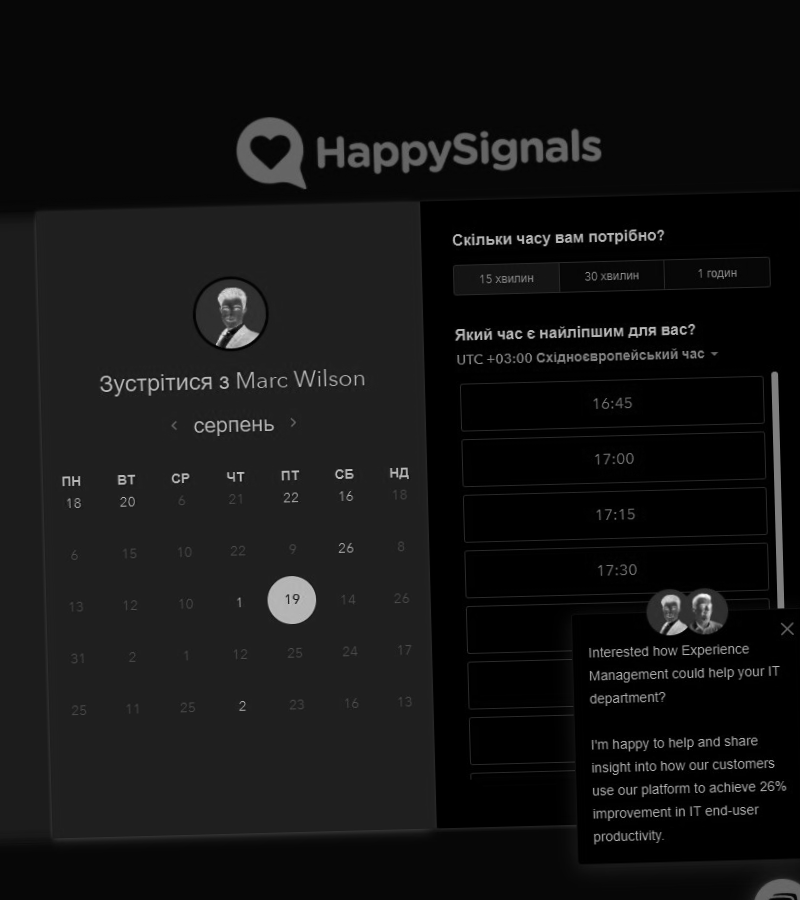 HappySignals
Зустрітися з Marc Wilson
серпень
ПН ВТ СР ЧТ ПТ СБ НД
18 20 6 21 22 16 18
6 15 10 22 9 26 8
13 12 10 1 19 14 26
31 2 1 12 25 24 17
25 11 25 2 23 16 13
Скільки часу вам потрібно?
15 хвилин 30 хвилин 1 годин
Який час є найліпшим для вас?
UTC +03:00 Східноєвропейський час
16:45
17:00
17:15
17:30
Interested how Experience
Management could help your IT
department?
I'm happy to help and share
insight into how our customers
use our platform to achieve 26%
improvement in IT end-user
productivity.